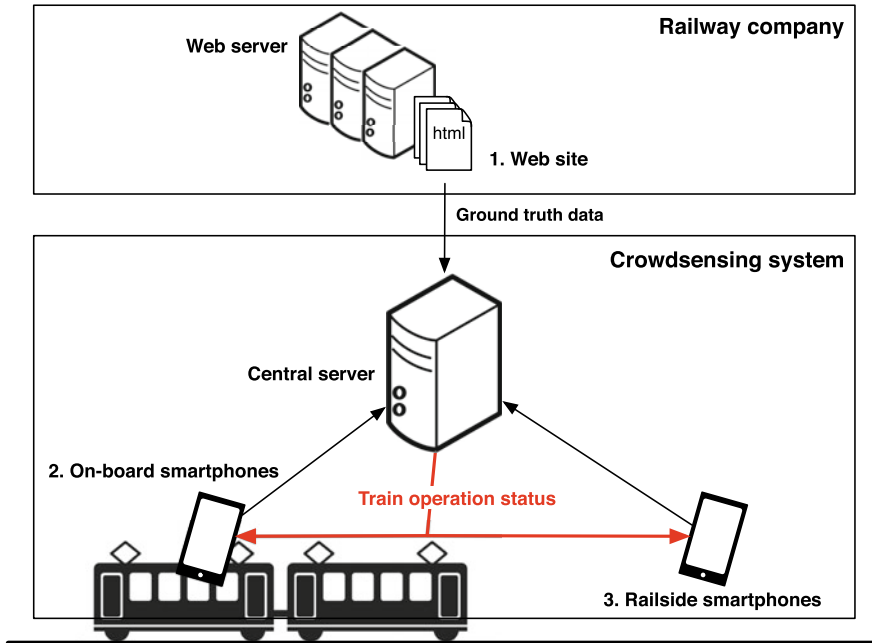 Railway company
Web server
html
1. Web site
Ground truth data
Crowdsensing system
Central server
2. On-board smartphones
Train operation status
3. Railside smartphones